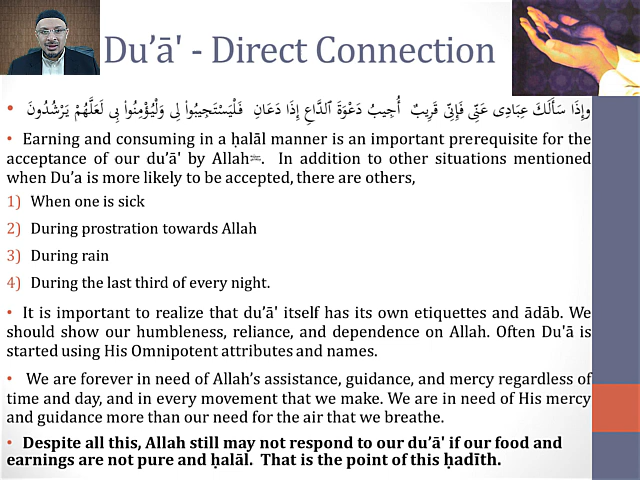 Du'ā' - Direct Connection
• وَإِذَا سَأَلَكَ عِبَادِى عَنِّى فَإِنِّى قَرِيبٌ أُجِيبُ دَعْوَةَ ٱلدَّاعِ إِذَا دَعَانِ فَلْيَسْتَجِيبُوا۟ لِى وَلْيُؤْمِنُوا۟ بِى لَعَلَّهُمْ يَرْشُدُونَ
• Earning and consuming in a ḥalāl manner is an important prerequisite for the
acceptance of our du'ā' by Allah. In addition to other situations mentioned
when Du'a is more likely to be accepted, there are others,
1) When one is sick
2) During prostration towards Allah
3) During rain
4) During the last third of every night.
• It is important to realize that du'ā' itself has its own etiquettes and ādāb. We
should show our humbleness, reliance, and dependence on Allah. Often Du'ā is
started using His Omnipotent attributes and names.
• We are forever in need of Allah's assistance, guidance, and mercy regardless of
time and day, and in every movement that we make. We are in need of His mercy
and guidance more than our need for the air that we breathe.
• Despite all this, Allah still may not respond to our du'ā' if our food and
earnings are not pure and ḥalāl. That is the point of this ḥadīth.